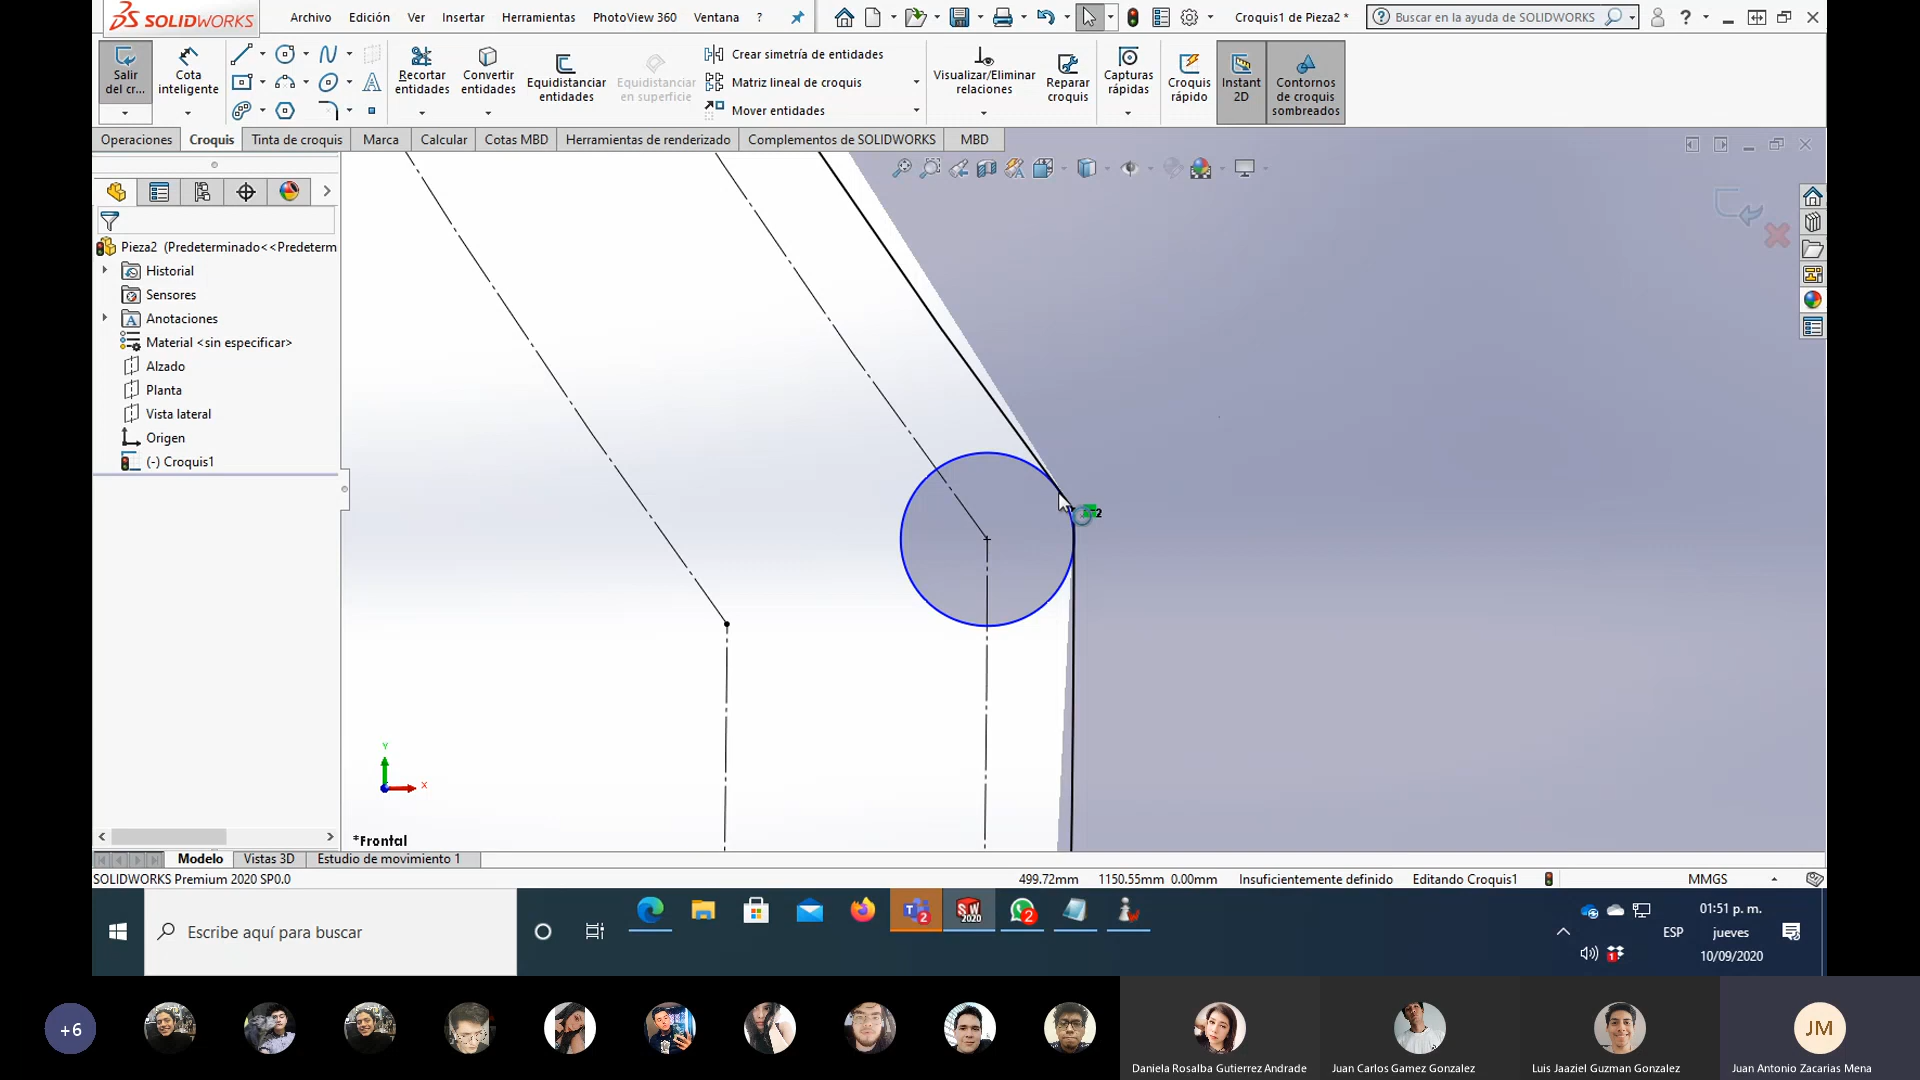 SOLIDWORKS
Archivo Edición Ver Insertar Herramientas PhotoView 360 Ventana ?
Croquis1 de Pieza2 *
Buscar en la ayuda de SOLIDWORKS
?
Salir del cr...
Cota inteligente
Recortar entidades
Convertir entidades
Equidistanciar entidades
Equidistanciar en superficie
Crear simetría de entidades
Matriz lineal de croquis
Mover entidades
Visualizar/Eliminar relaciones
Reparar croquis
Capturas rápidas
Croquis rápido
Instant 2D
Contornos de croquis sombreados
Operaciones Croquis Tinta de croquis Marca Calcular Cotas MBD Herramientas de renderizado Complementos de SOLIDWORKS MBD
Pieza2 (Predeterminado<<Predeterm
Historial
Sensores
Anotaciones
Material <sin especificar>
Alzado
Planta
Vista lateral
Origen
(-) Croquis1
2
Y
X
*Frontal
Modelo Vistas 3D Estudio de movimiento 1
SOLIDWORKS Premium 2020 SP0.0
499.72mm 1150.55mm 0.00mm Insuficientemente definido Editando Croquis1 MMGS
Escribe aquí para buscar
2
SW 2020
2
ESP
1
01:51 p. m.
jueves
10/09/2020
+6
JM
Daniela Rosalba Gutierrez Andrade
Juan Carlos Gamez Gonzalez
Luis Jaaziel Guzman Gonzalez
Juan Antonio Zacarias Mena